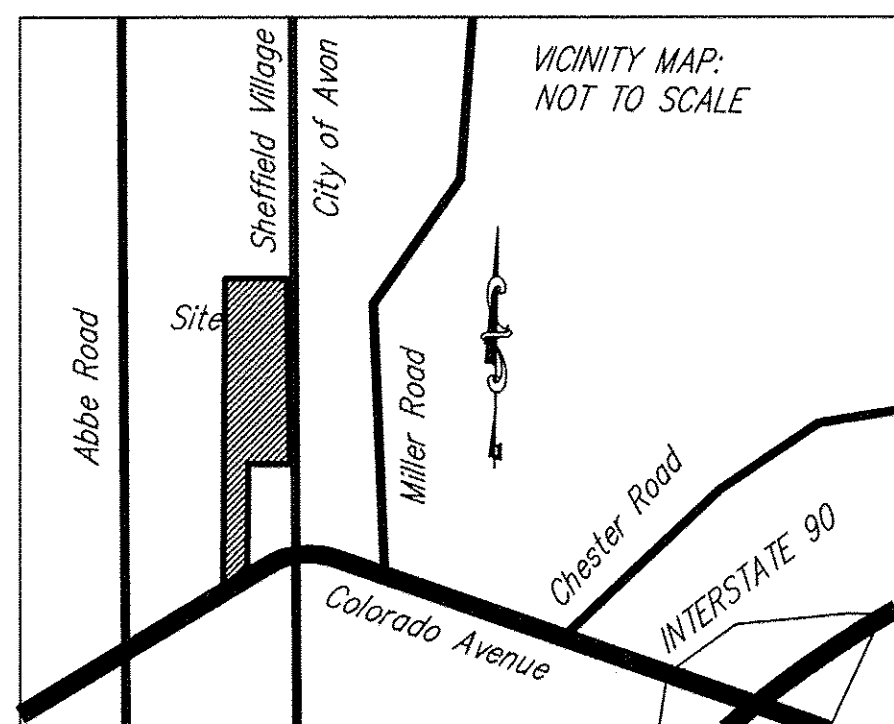 VICINITY MAP:
NOT TO SCALE
Sheffield Village
City of Avon
Site
Abbe Road
Miller Road
Chester Road
INTERSTATE 90
Colorado Avenue